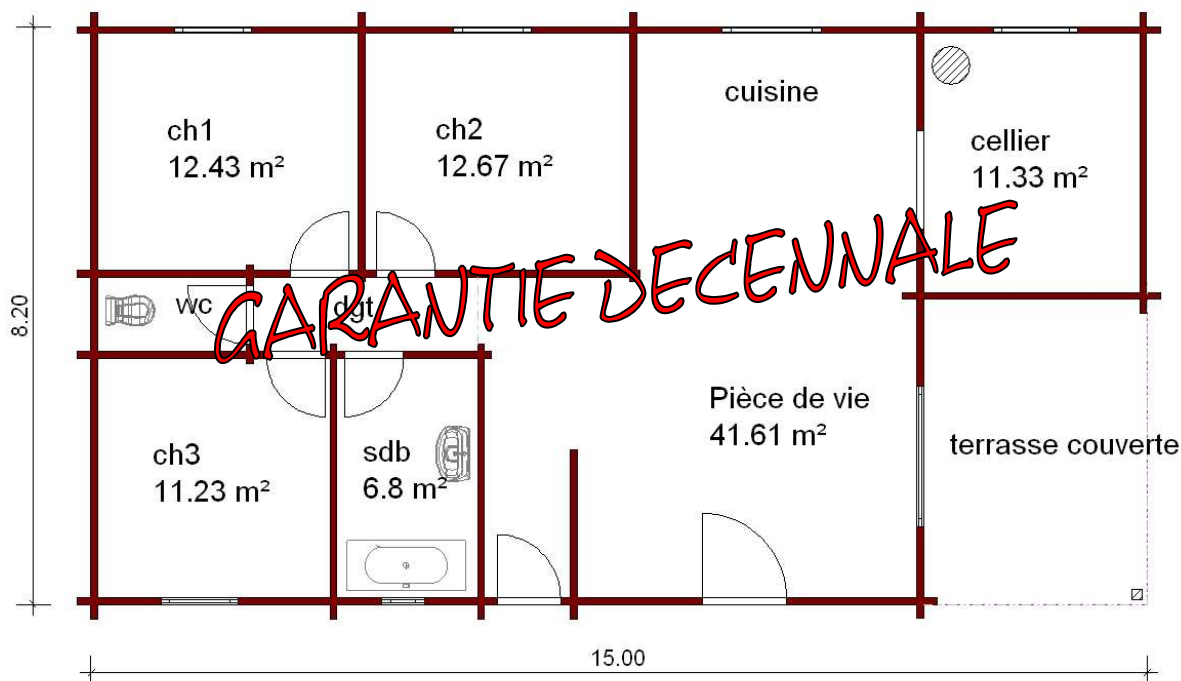 cuisine
ch1
12.43 m²
ch2
12.67 m²
cellier
11.33 m²
GARANTIE DECENNALE
wc
dgt
8.20
Pièce de vie
41.61 m²
terrasse couverte
ch3
11.23 m²
sdb
6.8 m²
15.00